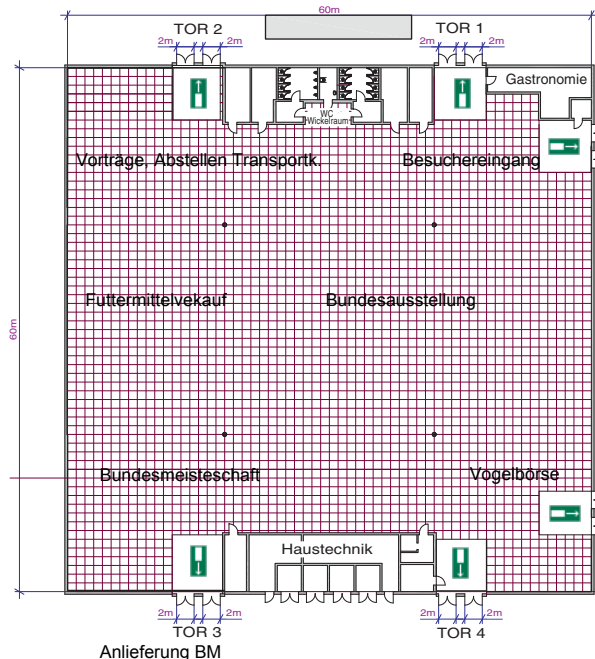 60m
TOR 2
TOR 1
2m 2m 2m 2m
Gastronomie
WC
Wickelraum
Vorträge, Abstellen Transportk.
Besuchereingang
Futtermittelvekauf
Bundesausstellung
60m
Bundesmeisteschaft
Vogelbörse
Haustechnik
2m 2m 2m 2m
TOR 3
TOR 4
Anlieferung BM